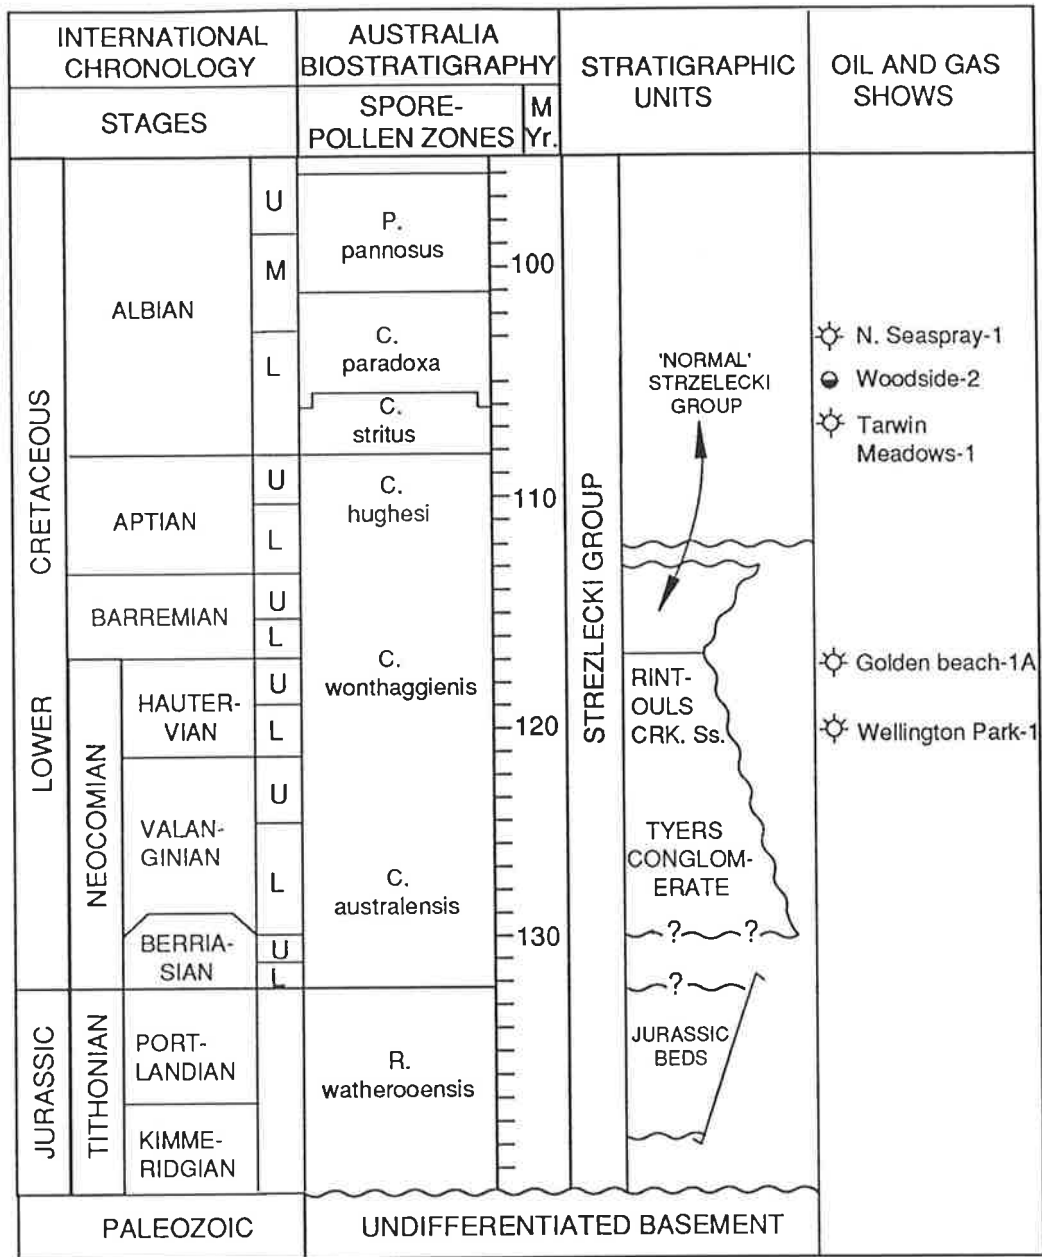 INTERNATIONAL
CHRONOLOGY
AUSTRALIA
BIOSTRATIGRAPHY
STRATIGRAPHIC
UNITS
OIL AND GAS
SHOWS
STAGES
SPORE-
POLLEN ZONES
M
Yr.
CRETACEOUS
LOWER
ALBIAN
U
M
L
P.
pannosus
100
C.
paradoxa
C.
stritus
'NORMAL'
STRZELECKI
GROUP
N. Seaspray-1
Woodside-2
Tarwin
Meadows-1
APTIAN
U
L
C.
hughesi
110
STREZLECKI GROUP
BARREMIAN
U
L
NEOCOMIAN
HAUTER-
VIAN
U
L
C.
wonthaggienis
120
RINT-
OULS
CRK. Ss.
Golden beach-1A
Wellington Park-1
VALAN-
GINIAN
U
L
C.
australensis
TYERS
CONGLOM-
ERATE
130
? ?
BERRIA-
SIAN
U
L
?
JURASSIC
TITHONIAN
PORT-
LANDIAN
R.
watherooensis
JURASSIC
BEDS
KIMME-
RIDGIAN
PALEOZOIC
UNDIFFERENTIATED BASEMENT